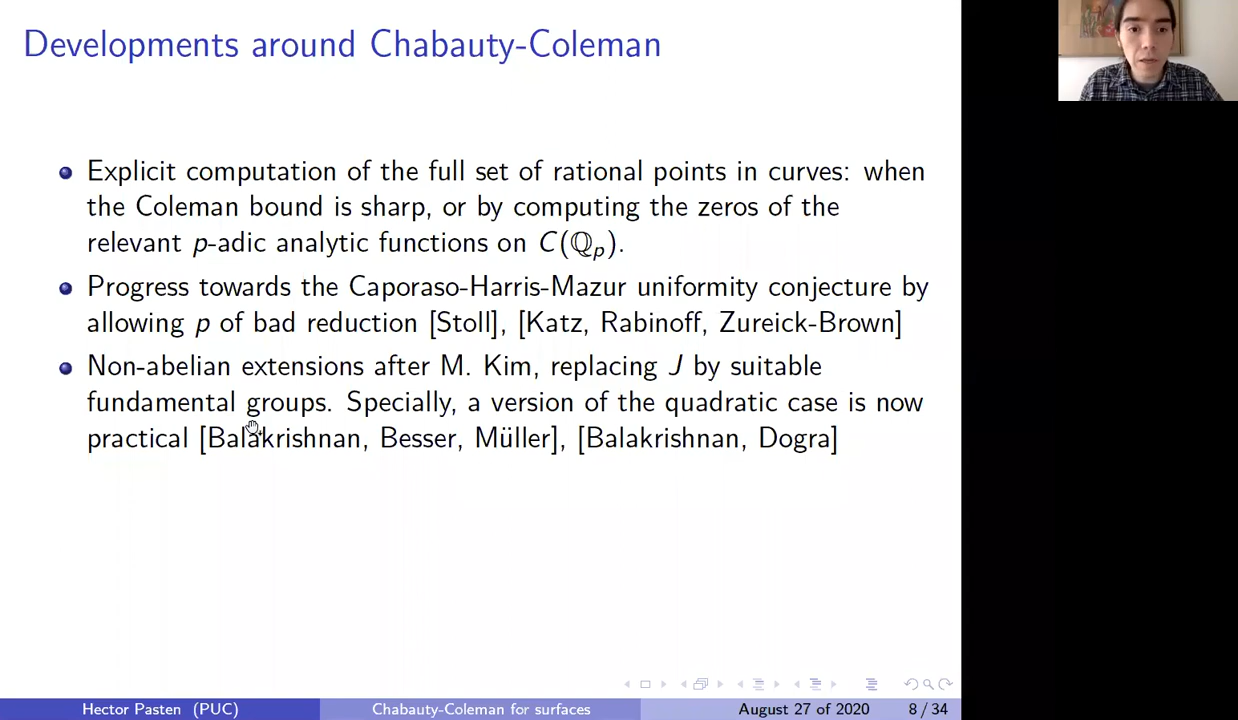 Developments around Chabauty-Coleman
Explicit computation of the full set of rational points in curves: when
the Coleman bound is sharp, or by computing the zeros of the
relevant p-adic analytic functions on C(ℚₚ).
Progress towards the Caporaso-Harris-Mazur uniformity conjecture by
allowing p of bad reduction [Stoll], [Katz, Rabinoff, Zureick-Brown]
Non-abelian extensions after M. Kim, replacing J by suitable
fundamental groups. Specially, a version of the quadratic case is now
practical [Balakrishnan, Besser, Müller], [Balakrishnan, Dogra]
Hector Pasten (PUC)
Chabauty-Coleman for surfaces
August 27 of 2020
8 / 34